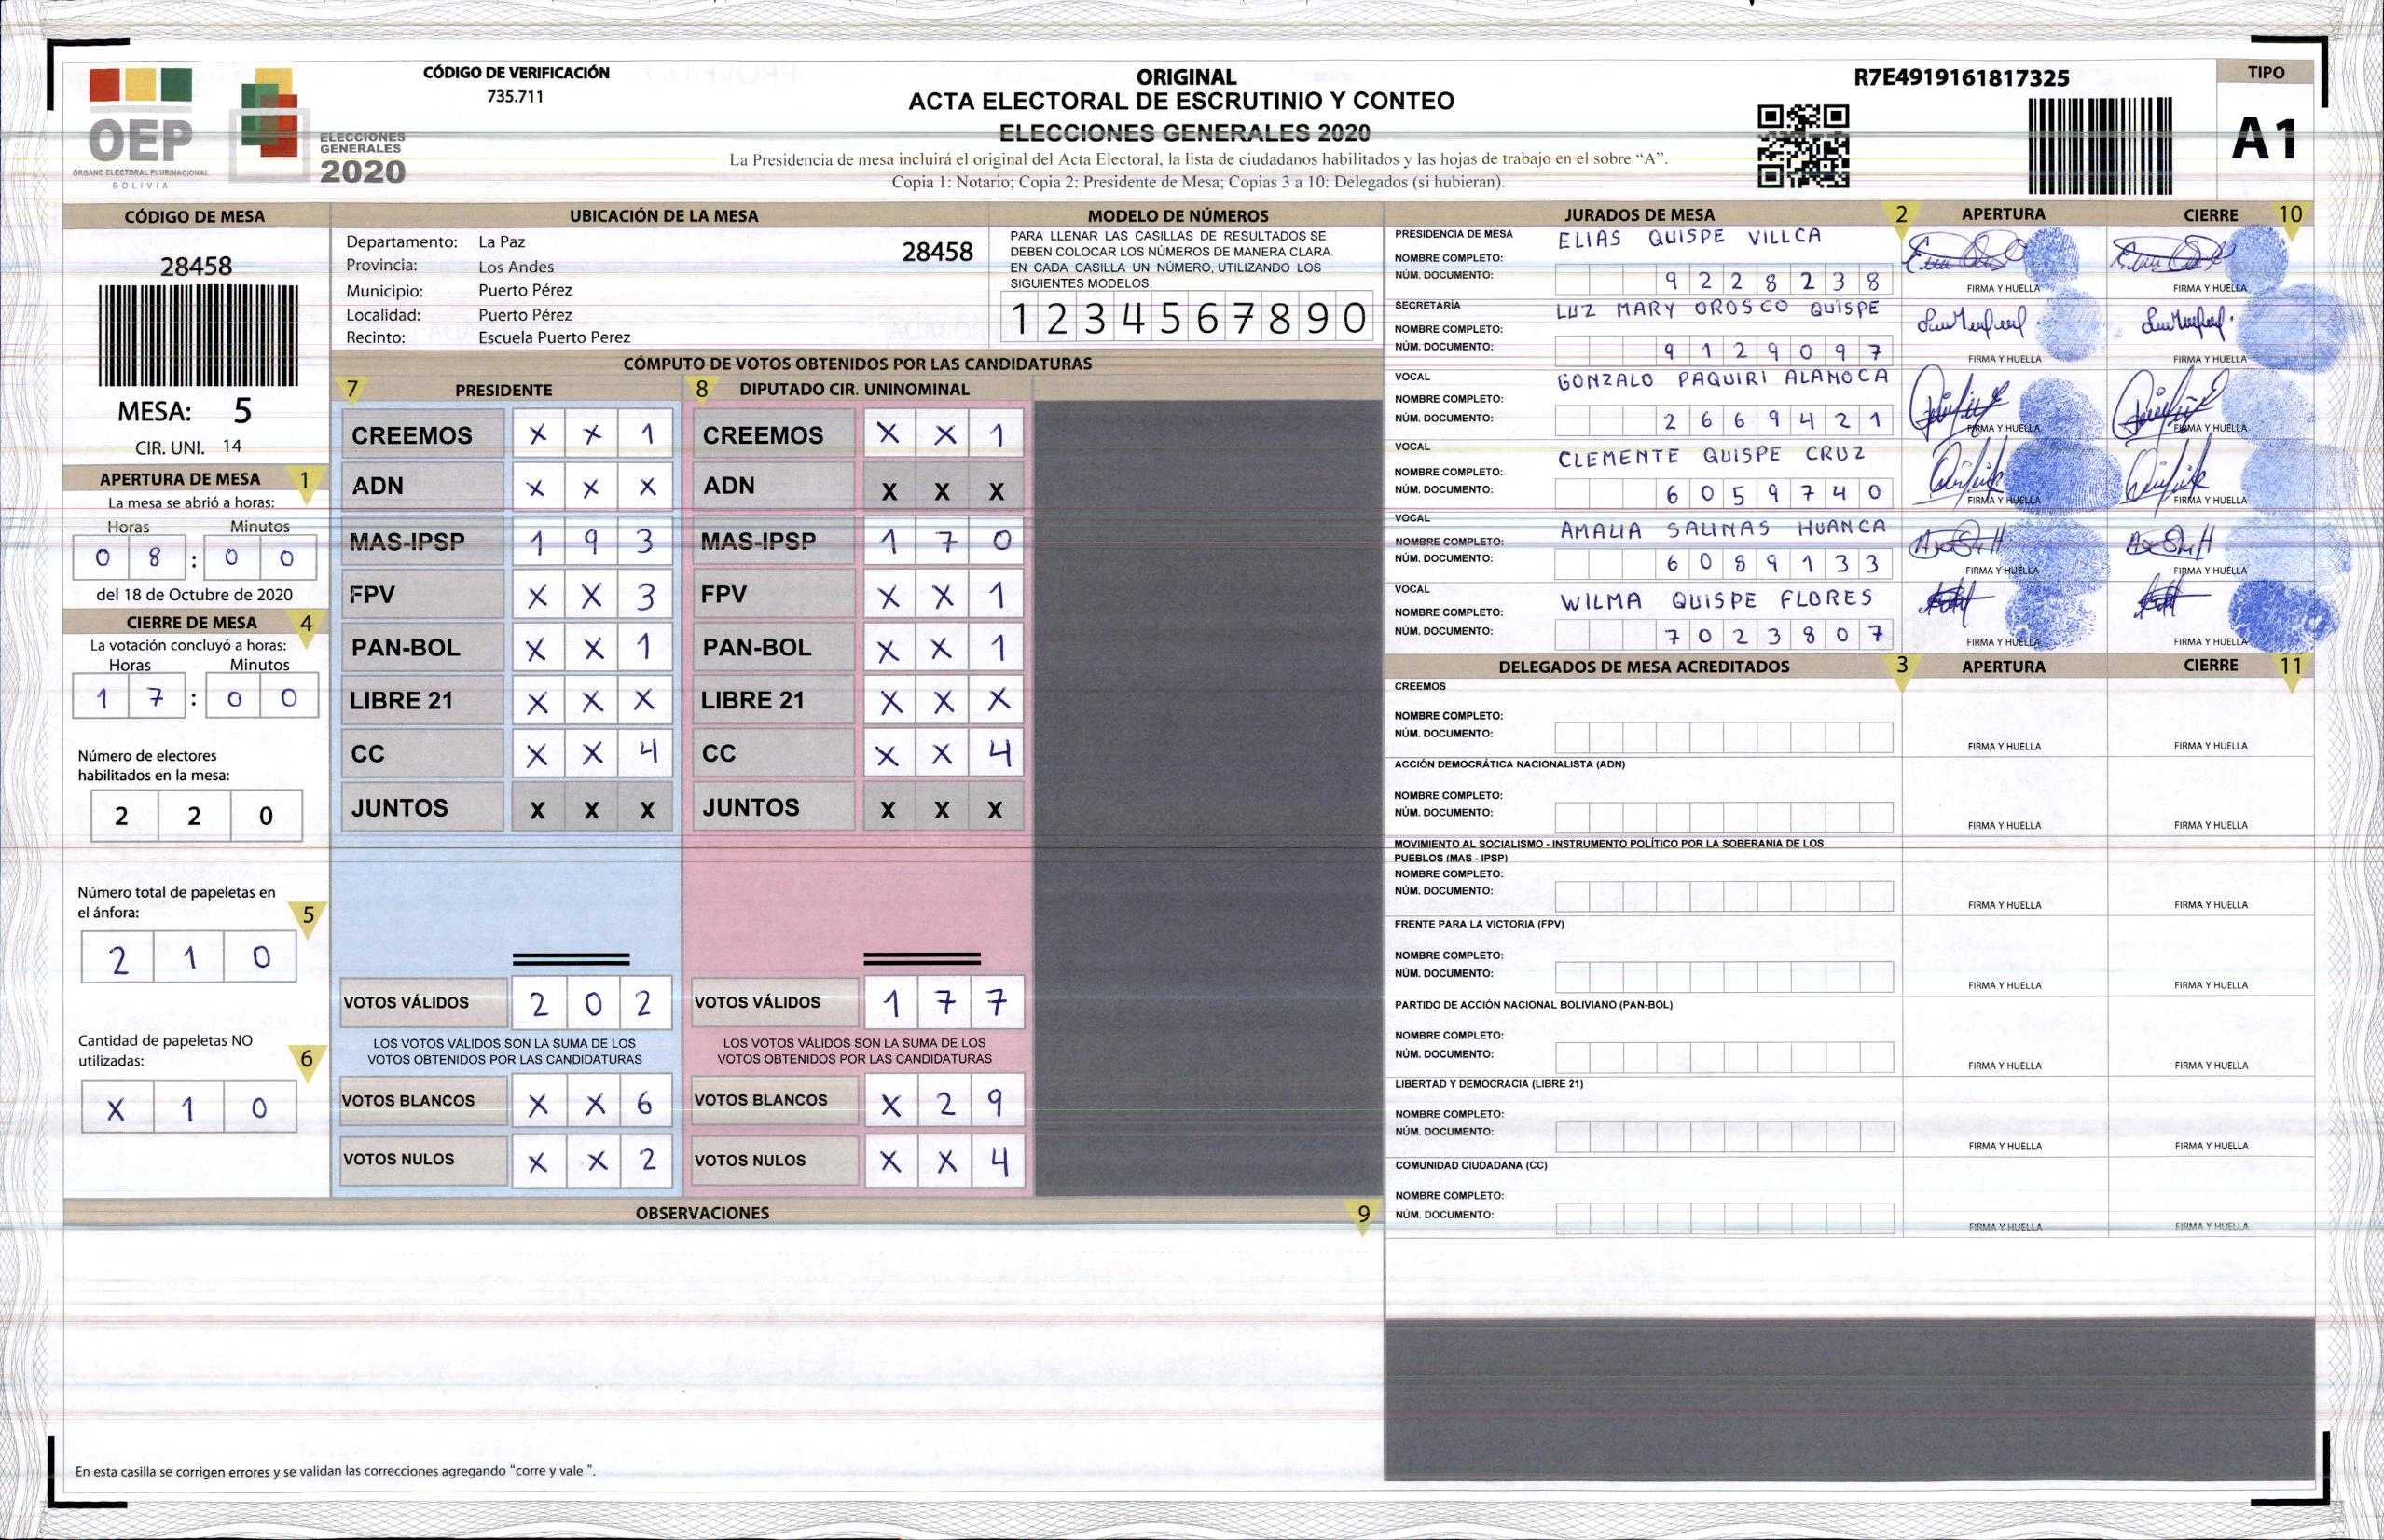 CÓDIGO DE VERIFICACIÓN
735.711
ORIGINAL
ACTA ELECTORAL DE ESCRUTINIO Y CONTEO
ELECCIONES GENERALES 2020
La Presidencia de mesa incluirá el original del Acta Electoral, la lista de ciudadanos habilitados y las hojas de trabajo en el sobre “A”.
Copia 1: Notario; Copia 2: Presidente de Mesa; Copias 3 a 10: Delegados (si hubieran).
R7E4919161817325
TIPO
A1
OEP
ÓRGANO ELECTORAL PLURINACIONAL
BOLIVIA
ELECCIONES
GENERALES
2020
CÓDIGO DE MESA
28458
MESA: 5
CIR. UNI. 14
APERTURA DE MESA 1
La mesa se abrió a horas:
Horas Minutos
0 8 : 0 0
del 18 de Octubre de 2020
CIERRE DE MESA 4
La votación concluyó a horas:
Horas Minutos
1 7 : 0 0
Número de electores
habilitados en la mesa:
2 2 0
Número total de papeletas en
el ánfora: 5
2 1 0
Cantidad de papeletas NO
utilizadas: 6
X 1 0
UBICACIÓN DE LA MESA
Departamento: La Paz 28458
Provincia: Los Andes
Municipio: Puerto Pérez
Localidad: Puerto Pérez
Recinto: Escuela Puerto Perez
MODELO DE NÚMEROS
PARA LLENAR LAS CASILLAS DE RESULTADOS SE
DEBEN COLOCAR LOS NÚMEROS DE MANERA CLARA.
EN CADA CASILLA UN NÚMERO, UTILIZANDO LOS
SIGUIENTES MODELOS:
1 2 3 4 5 6 7 8 9 0
CÓMPUTO DE VOTOS OBTENIDOS POR LAS CANDIDATURAS
7 PRESIDENTE
CREEMOS X X 1
ADN X X X
MAS-IPSP 1 9 3
FPV X X 3
PAN-BOL X X 1
LIBRE 21 X X X
CC X X 4
JUNTOS X X X
VOTOS VÁLIDOS 2 0 2
LOS VOTOS VÁLIDOS SON LA SUMA DE LOS
VOTOS OBTENIDOS POR LAS CANDIDATURAS
VOTOS BLANCOS X X 6
VOTOS NULOS X X 2
8 DIPUTADO CIR. UNINOMINAL
CREEMOS X X 1
ADN X X X
MAS-IPSP 1 7 0
FPV X X 1
PAN-BOL X X 1
LIBRE 21 X X X
CC X X 4
JUNTOS X X X
VOTOS VÁLIDOS 1 7 7
LOS VOTOS VÁLIDOS SON LA SUMA DE LOS
VOTOS OBTENIDOS POR LAS CANDIDATURAS
VOTOS BLANCOS X 2 9
VOTOS NULOS X X 4
OBSERVACIONES 9
En esta casilla se corrigen errores y se validan las correcciones agregando “corre y vale ”.
JURADOS DE MESA 2 APERTURA CIERRE 10
PRESIDENCIA DE MESA ELIAS QUISPE VILLCA
NOMBRE COMPLETO:
NÚM. DOCUMENTO: 9 2 2 8 2 3 8
FIRMA Y HUELLA FIRMA Y HUELLA
SECRETARÍA LUZ MARY OROSCO QUISPE
NOMBRE COMPLETO:
NÚM. DOCUMENTO: 9 1 2 9 0 9 7
FIRMA Y HUELLA FIRMA Y HUELLA
VOCAL GONZALO PAQUIRI ALANOCA
NOMBRE COMPLETO:
NÚM. DOCUMENTO: 2 6 6 9 4 2 1
FIRMA Y HUELLA FIRMA Y HUELLA
VOCAL CLEMENTE QUISPE CRUZ
NOMBRE COMPLETO:
NÚM. DOCUMENTO: 6 0 5 9 7 4 0
FIRMA Y HUELLA FIRMA Y HUELLA
VOCAL AMALIA SALINAS HUANCA
NOMBRE COMPLETO:
NÚM. DOCUMENTO: 6 0 8 9 1 3 3
FIRMA Y HUELLA FIRMA Y HUELLA
VOCAL WILMA QUISPE FLORES
NOMBRE COMPLETO:
NÚM. DOCUMENTO: 7 0 2 3 8 0 7
FIRMA Y HUELLA FIRMA Y HUELLA
DELEGADOS DE MESA ACREDITADOS 3 APERTURA CIERRE 11
CREEMOS
NOMBRE COMPLETO:
NÚM. DOCUMENTO:
FIRMA Y HUELLA FIRMA Y HUELLA
ACCIÓN DEMOCRÁTICA NACIONALISTA (ADN)
NOMBRE COMPLETO:
NÚM. DOCUMENTO:
FIRMA Y HUELLA FIRMA Y HUELLA
MOVIMIENTO AL SOCIALISMO - INSTRUMENTO POLÍTICO POR LA SOBERANIA DE LOS
PUEBLOS (MAS - IPSP)
NOMBRE COMPLETO:
NÚM. DOCUMENTO:
FIRMA Y HUELLA FIRMA Y HUELLA
FRENTE PARA LA VICTORIA (FPV)
NOMBRE COMPLETO:
NÚM. DOCUMENTO:
FIRMA Y HUELLA FIRMA Y HUELLA
PARTIDO DE ACCIÓN NACIONAL BOLIVIANO (PAN-BOL)
NOMBRE COMPLETO:
NÚM. DOCUMENTO:
FIRMA Y HUELLA FIRMA Y HUELLA
LIBERTAD Y DEMOCRACIA (LIBRE 21)
NOMBRE COMPLETO:
NÚM. DOCUMENTO:
FIRMA Y HUELLA FIRMA Y HUELLA
COMUNIDAD CIUDADANA (CC)
NOMBRE COMPLETO:
NÚM. DOCUMENTO:
FIRMA Y HUELLA FIRMA Y HUELLA